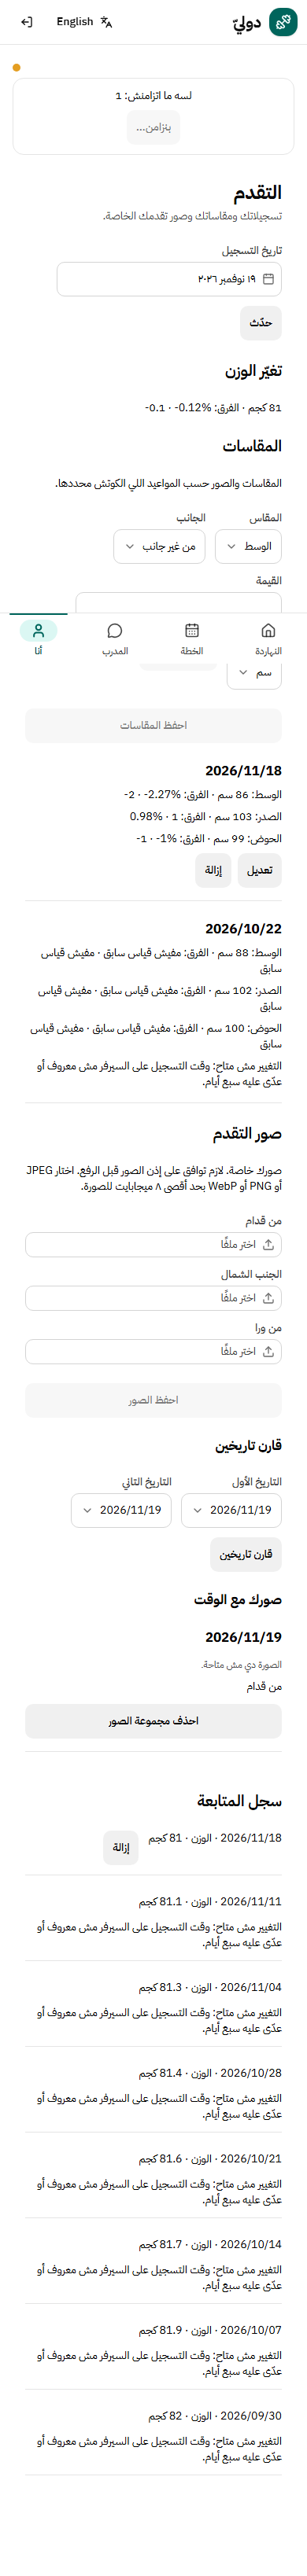 دوليّ
English
لسه ما اتزامنش: 1
بتزامن...
التقدم
تسجيلاتك ومقاساتك وصور تقدمك الخاصة.
تاريخ التسجيل
١٩ نوفمبر ٢٠٢٦
حدّث
تغيّر الوزن
81 كجم · الفرق: ‎-0.12% · -0.1
المقاسات
المقاسات والصور حسب المواعيد اللي الكوتش محددها.
المقاس
الجانب
الوسط
من غير جانب
القيمة
النهاردة
الخطة
المدرب
أنا
سم
احفظ المقاسات
2026/11/18
الوسط: 86 سم · الفرق: ‎-2.27% · -2
الصدر: 103 سم · الفرق: 1 · 0.98%
الحوض: 99 سم · الفرق: ‎-1% · -1
تعديل
إزالة
2026/10/22
الوسط: 88 سم · الفرق: مفيش قياس سابق · مفيش قياس
سابق
الصدر: 102 سم · الفرق: مفيش قياس سابق · مفيش قياس
سابق
الحوض: 100 سم · الفرق: مفيش قياس سابق · مفيش قياس
سابق
التغيير مش متاح: وقت التسجيل على السيرفر مش معروف أو
عدّى عليه سبع أيام.
صور التقدم
صورك خاصة. لازم توافق على إذن الصور قبل الرفع. اختار JPEG
أو PNG أو WebP بحد أقصى ٨ ميجابايت للصورة.
من قدام
اختر ملفًا
الجنب الشمال
اختر ملفًا
من ورا
اختر ملفًا
احفظ الصور
قارن تاريخين
التاريخ الأول
التاريخ التاني
2026/11/19
2026/11/19
قارن تاريخين
صورك مع الوقت
2026/11/19
الصورة دي مش متاحة.
من قدام
احذف مجموعة الصور
سجل المتابعة
2026/11/18 · الوزن · 81 كجم
إزالة
2026/11/11 · الوزن · 81.1 كجم
التغيير مش متاح: وقت التسجيل على السيرفر مش معروف أو
عدّى عليه سبع أيام.
2026/11/04 · الوزن · 81.3 كجم
التغيير مش متاح: وقت التسجيل على السيرفر مش معروف أو
عدّى عليه سبع أيام.
2026/10/28 · الوزن · 81.4 كجم
التغيير مش متاح: وقت التسجيل على السيرفر مش معروف أو
عدّى عليه سبع أيام.
2026/10/21 · الوزن · 81.6 كجم
التغيير مش متاح: وقت التسجيل على السيرفر مش معروف أو
عدّى عليه سبع أيام.
2026/10/14 · الوزن · 81.7 كجم
التغيير مش متاح: وقت التسجيل على السيرفر مش معروف أو
عدّى عليه سبع أيام.
2026/10/07 · الوزن · 81.9 كجم
التغيير مش متاح: وقت التسجيل على السيرفر مش معروف أو
عدّى عليه سبع أيام.
2026/09/30 · الوزن · 82 كجم
التغيير مش متاح: وقت التسجيل على السيرفر مش معروف أو
عدّى عليه سبع أيام.